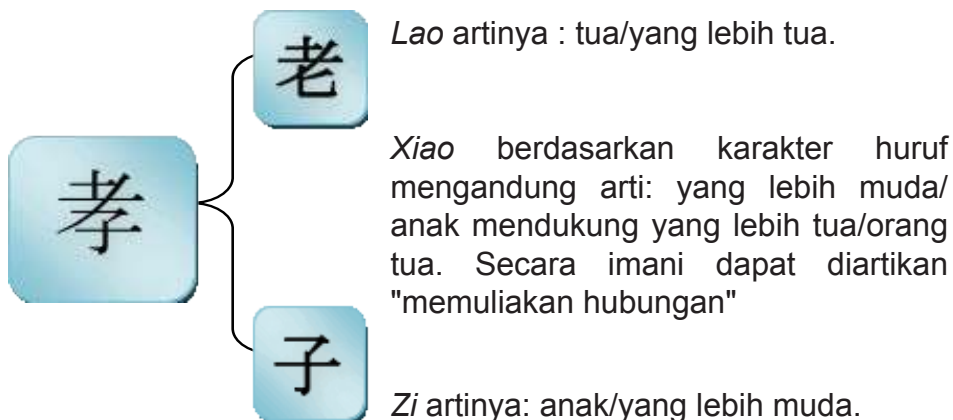 老
Lao artinya : tua/yang lebih tua.
孝
Xiao berdasarkan karakter huruf
mengandung arti: yang lebih muda/
anak mendukung yang lebih tua/orang
tua. Secara imani dapat diartikan
"memuliakan hubungan"
子
Zi artinya: anak/yang lebih muda.